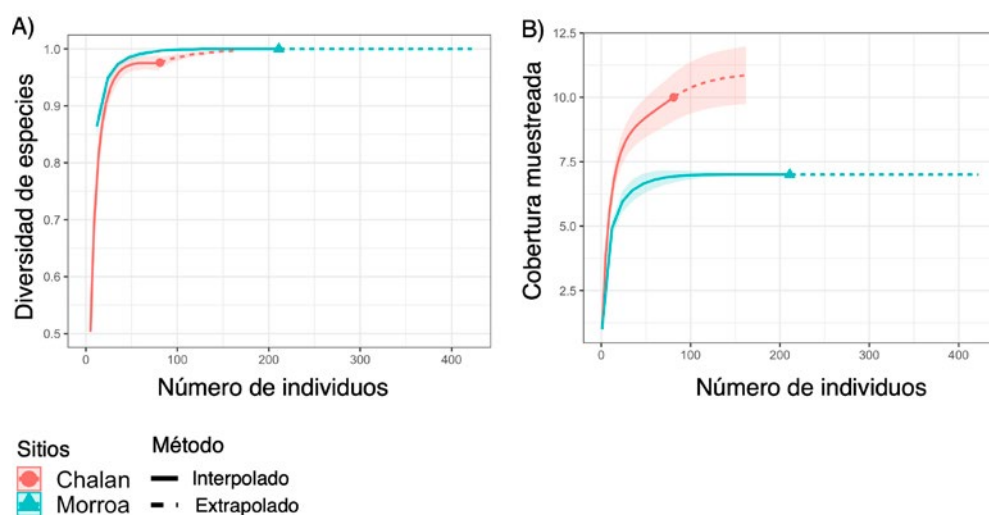 A)
Diversidad de especies
1.0
0.9
0.8
0.7
0.6
0.5
0
100
200
300
400
Número de individuos
B)
Cobertura muestreada
12.5
10.0
7.5
5.0
2.5
0
100
200
300
400
Número de individuos
Sitios
Chalan
Morroa
Método
Interpolado
Extrapolado